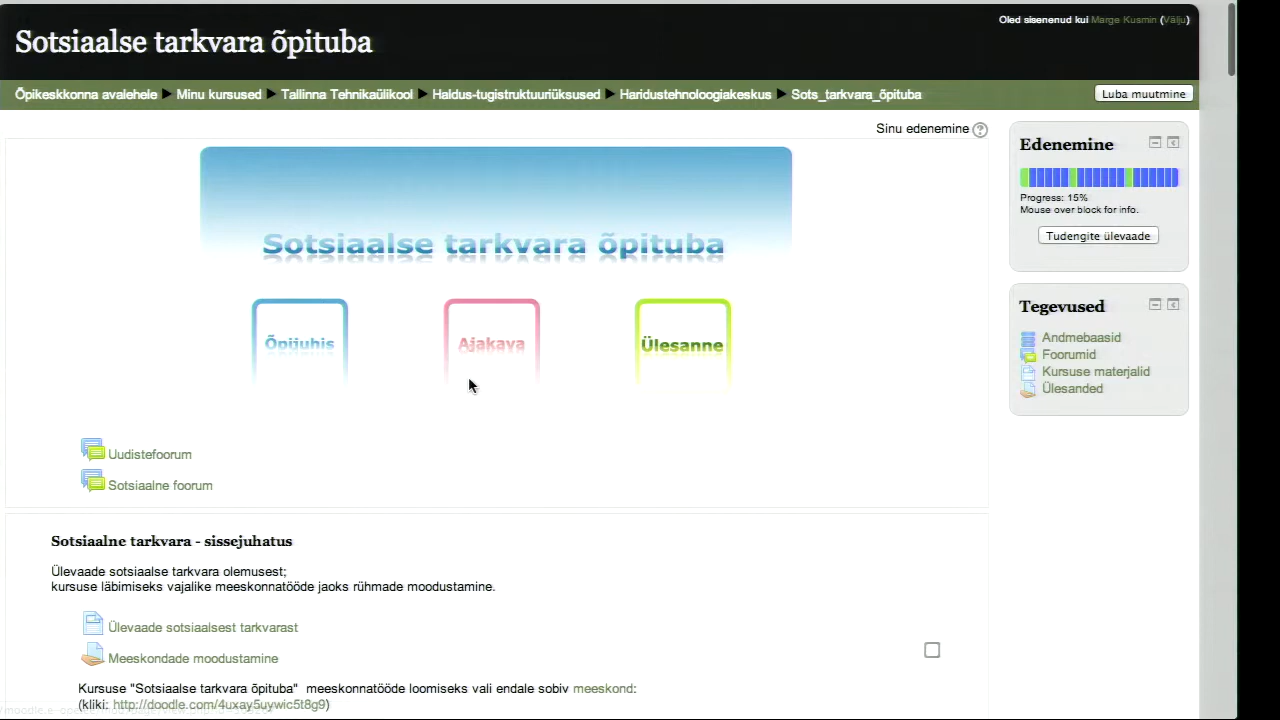 Sotsiaalse tarkvara õpituba
Oled sisenenud kui Marge Kusmin (Välju)
Õpikeskkonna avalehele ► Minu kursused ► Tallinna Tehnikaülikool ► Haldus-tugistruktuuriüksused ► Haridustehnoloogiakeskus ► Sots_tarkvara_õpituba
Luba muutmine
Sinu edenemine
Sotsiaalse tarkvara õpituba
Õpijuhis
Ajakava
Ülesanne
Uudistefoorum
Sotsiaalne foorum
Sotsiaalne tarkvara - sissejuhatus
Ülevaade sotsiaalse tarkvara olemusest;
kursuse läbimiseks vajalike meeskonnatööde jaoks rühmade moodustamine.
Ülevaade sotsiaalsest tarkvarast
Meeskondade moodustamine
Kursuse "Sotsiaalse tarkvara õpituba" meeskonnatööde loomiseks vali endale sobiv meeskond:
(kliki: http://doodle.com/4uxay5uywic5t8g9)
Edenemine
Progress: 15%
Mouse over block for info.
Tudengite ülevaade
Tegevused
Andmebaasid
Foorumid
Kursuse materjalid
Ülesanded